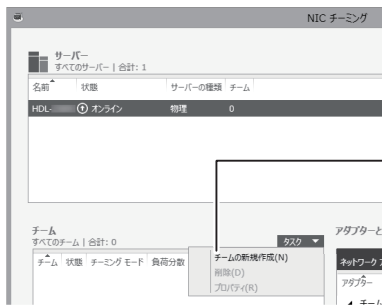 NIC チーミング
サーバー
すべてのサーバー | 合計: 1
名前 状態 サーバーの種類 チーム
HDL- オンライン 物理 0
チーム
すべてのチーム | 合計: 0
タスク
チーム 状態 チーミング モード 負荷分散
チームの新規作成(N)
削除(D)
プロパティ(R)
アダプターと
ネットワーク ア
アダプター
チーム